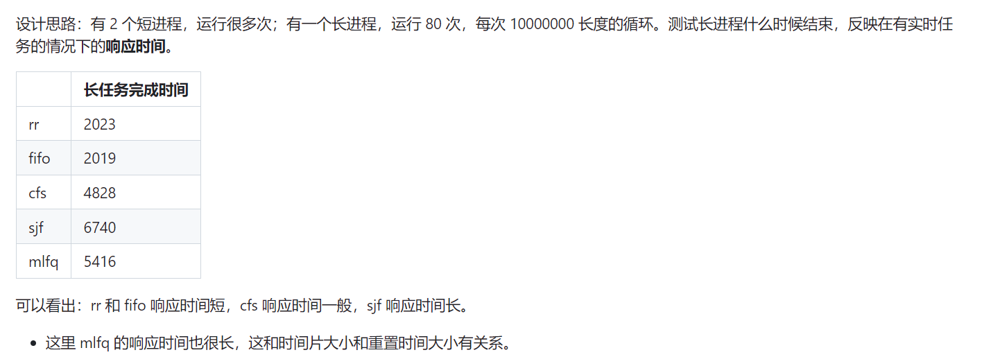 设计思路：有 2 个短进程，运行很多次；有一个长进程，运行 80 次，每次 10000000 长度的循环。测试长进程什么时候结束，反映在有实时任
务的情况下的响应时间。
长任务完成时间
rr 2023
fifo 2019
cfs 4828
sjf 6740
mlfq 5416
可以看出：rr 和 fifo 响应时间短，cfs 响应时间一般，sjf 响应时间长。
• 这里 mlfq 的响应时间也很长，这和时间片大小和重置时间大小有关系。